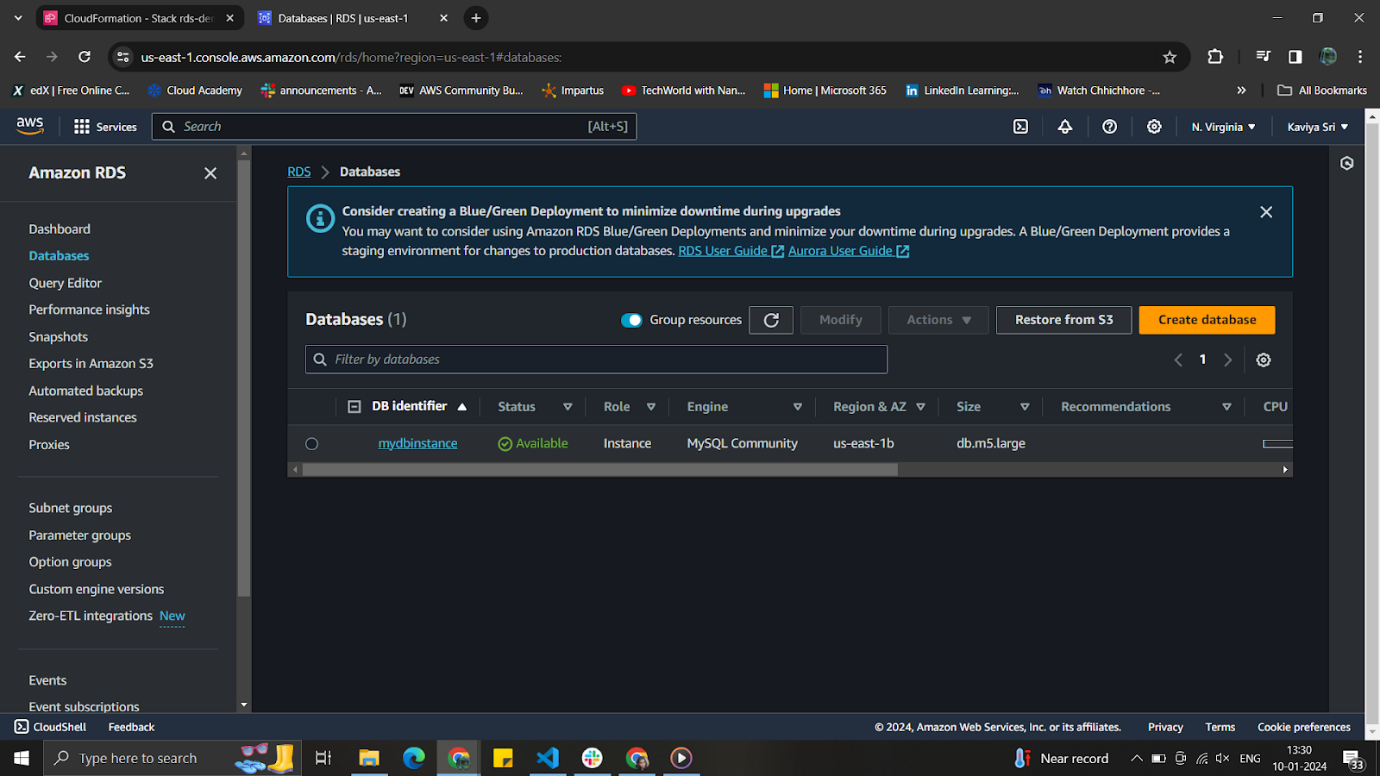 CloudFormation - Stack rds-der
Databases | RDS | us-east-1
us-east-1.console.aws.amazon.com/rds/home?region=us-east-1#databases:
edX | Free Online C...
Cloud Academy
announcements - A...
DEV
AWS Community Bu...
Impartus
TechWorld with Nan...
Home | Microsoft 365
LinkedIn Learning:...
ah
Watch Chhichhore -...
All Bookmarks
aws
Services
Search
[Alt+S]
N. Virginia
Kaviya Sri
Amazon RDS
Dashboard
Databases
Query Editor
Performance insights
Snapshots
Exports in Amazon S3
Automated backups
Reserved instances
Proxies
Subnet groups
Parameter groups
Option groups
Custom engine versions
Zero-ETL integrations New
Events
Event subscriptions
RDS > Databases
Consider creating a Blue/Green Deployment to minimize downtime during upgrades
You may want to consider using Amazon RDS Blue/Green Deployments and minimize your downtime during upgrades. A Blue/Green Deployment provides a
staging environment for changes to production databases. RDS User Guide Aurora User Guide
Databases (1)
Group resources
Modify
Actions
Restore from S3
Create database
Filter by databases
1
DB identifier Status Role Engine Region & AZ Size Recommendations CPU
mydbinstance Available Instance MySQL Community us-east-1b db.m5.large
CloudShell
Feedback
© 2024, Amazon Web Services, Inc. or its affiliates.
Privacy
Terms
Cookie preferences
Type here to search
Near record
ENG
13:30
10-01-2024
33